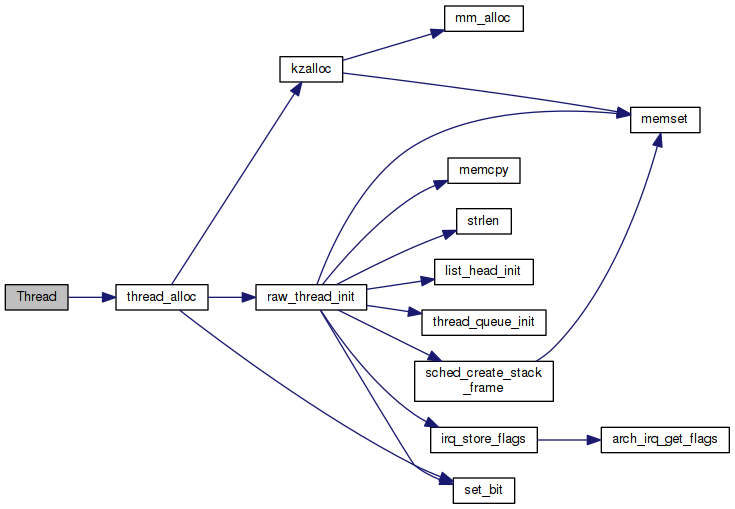 mm_alloc
kzalloc
memset
memcpy
strlen
list_head_init
Thread
thread_alloc
raw_thread_init
thread_queue_init
sched_create_stack
_frame
irq_store_flags
arch_irq_get_flags
set_bit